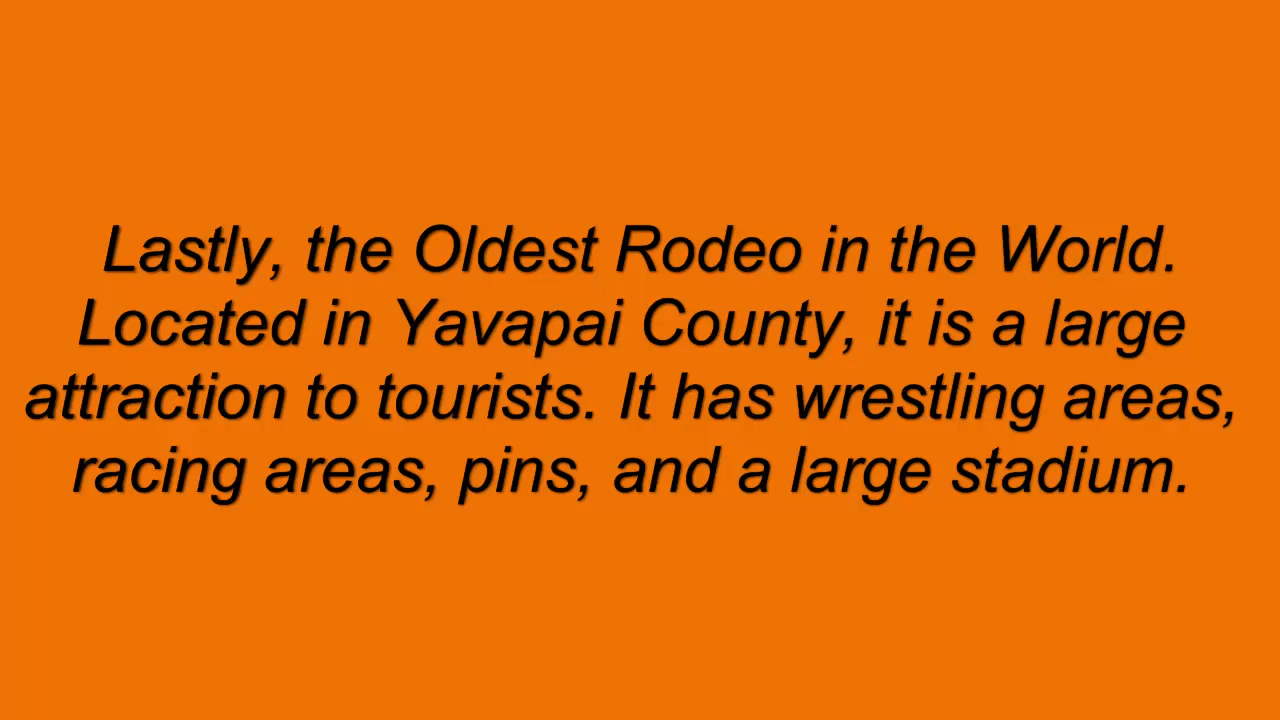 Lastly, the Oldest Rodeo in the World.
Located in Yavapai County, it is a large
attraction to tourists. It has wrestling areas,
racing areas, pins, and a large stadium.